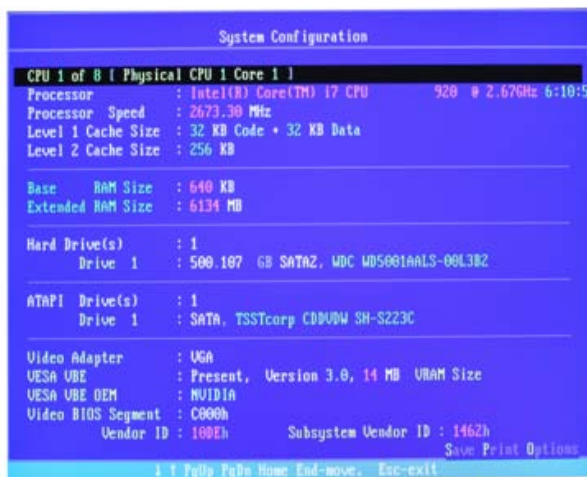 System Configuration
CPU 1 of 8 [ Physical CPU 1 Core 1 ]
Processor : Intel(R) Core(TM) i7 CPU 920 @ 2.67GHz 6:10:5
Processor Speed : 2673.30 MHz
Level 1 Cache Size : 32 KB Code + 32 KB Data
Level 2 Cache Size : 256 KB
Base RAM Size : 640 KB
Extended RAM Size : 6134 MB
Hard Drive(s) : 1
Drive 1 : 500.107 GB SATA2, WDC WD5001AALS-00L3B2
ATAPI Drive(s) : 1
Drive 1 : SATA, TSSTcorp CDDVDW SH-S223C
Video Adapter : VGA
VESA VBE : Present, Version 3.0, 14 MB VRAM Size
VESA VBE OEM : NVIDIA
Video BIOS Segment : C000h
Vendor ID : 10DEh Subsystem Vendor ID : 1462h
Save Print Options
↓ ↑ PgUp PgDn Home End-move, Esc-exit